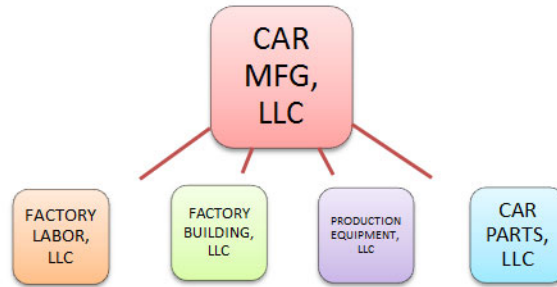 CAR
MFG,
LLC
FACTORY
LABOR,
LLC
FACTORY
BUILDING,
LLC
PRODUCTION
EQUIPMENT,
LLC
CAR
PARTS,
LLC